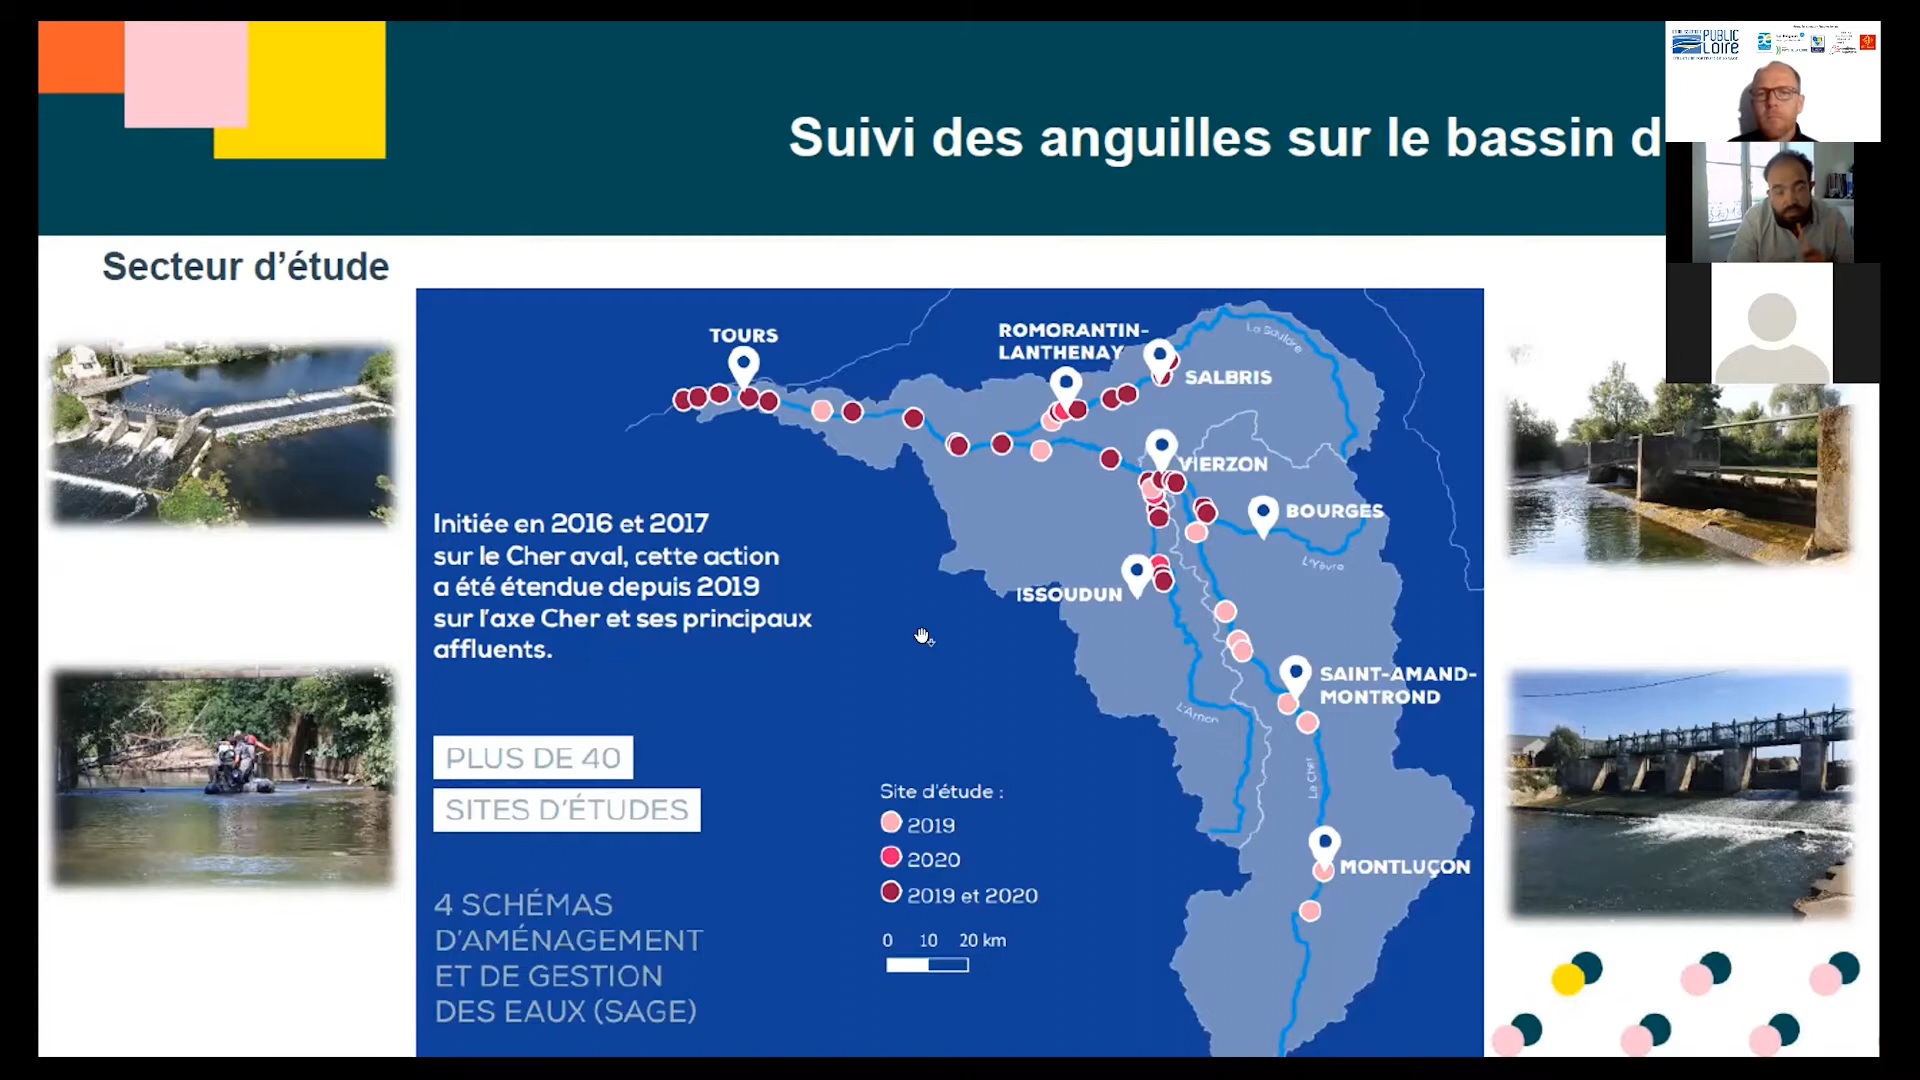 Suivi des anguilles sur le bassin d
PUBLIC
LOIRE
Secteur d'étude
TOURS
ROMORANTIN-
LANTHENAY
SALBRIS
La Sauldre
VIERZON
BOURGES
L'Yèvre
ISSOUDUN
Initiée en 2016 et 2017
sur le Cher aval, cette action
a été étendue depuis 2019
sur l'axe Cher et ses principaux
affluents.
SAINT-AMAND-
MONTROND
L'Arnon
Le Cher
PLUS DE 40
SITES D'ÉTUDES
Site d'étude :
2019
2020
2019 et 2020
0 10 20 km
MONTLUÇON
4 SCHÉMAS
D'AMÉNAGEMENT
ET DE GESTION
DES EAUX (SAGE)